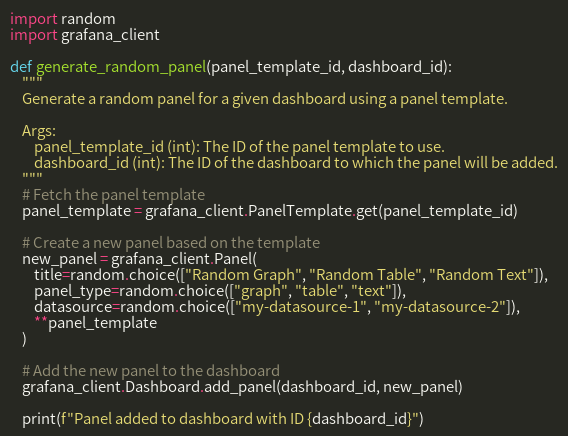 import random
import grafana_client

def generate_random_panel(panel_template_id, dashboard_id):
    """
    Generate a random panel for a given dashboard using a panel template.

    Args:
        panel_template_id (int): The ID of the panel template to use.
        dashboard_id (int): The ID of the dashboard to which the panel will be added.
    """
    # Fetch the panel template
    panel_template = grafana_client.PanelTemplate.get(panel_template_id)

    # Create a new panel based on the template
    new_panel = grafana_client.Panel(
        title=random.choice(["Random Graph", "Random Table", "Random Text"]),
        panel_type=random.choice(["graph", "table", "text"]),
        datasource=random.choice(["my-datasource-1", "my-datasource-2"]),
        **panel_template
    )

    # Add the new panel to the dashboard
    grafana_client.Dashboard.add_panel(dashboard_id, new_panel)

    print(f"Panel added to dashboard with ID {dashboard_id}")